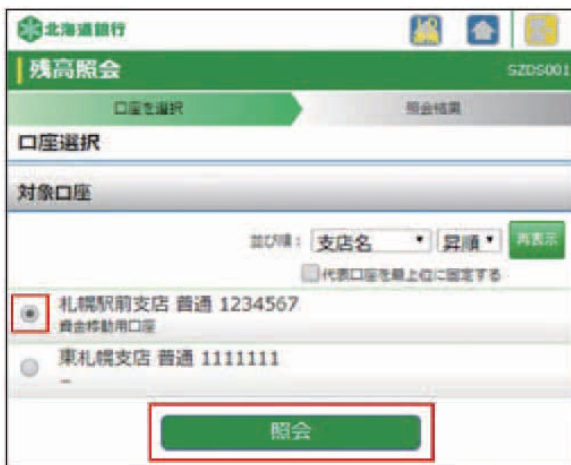 北海道銀行
残高照会 SZDS001
口座を選択 照会結果
口座選択
対象口座
並び順: 支店名 昇順 再表示
代表口座を最上位に固定する
札幌駅前支店 普通 1234567
資金移動用口座
東札幌支店 普通 1111111
−
照会